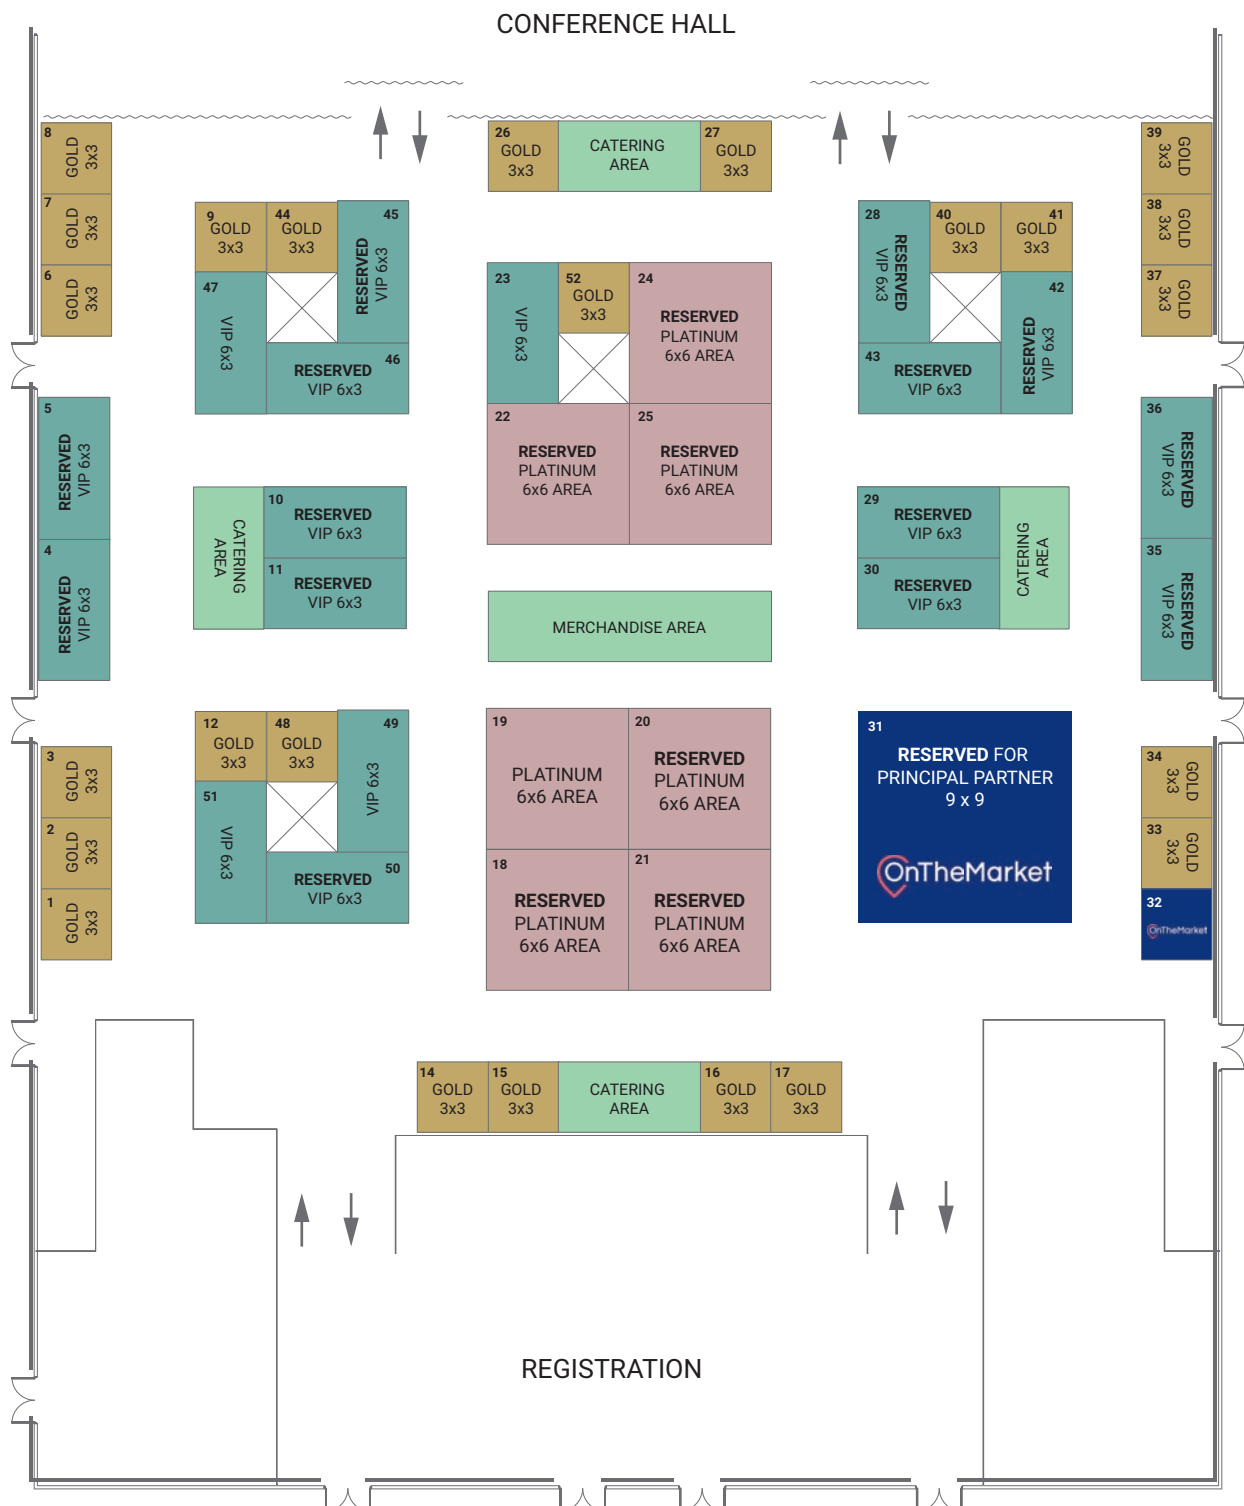 CONFERENCE HALL
8
GOLD
3x3
7
GOLD
3x3
6
GOLD
3x3
26
GOLD
3x3
CATERING
AREA
27
GOLD
3x3
39
GOLD
3x3
38
GOLD
3x3
37
GOLD
3x3
9
GOLD
3x3
44
GOLD
3x3
45
RESERVED
VIP 6x3
47
VIP 6x3
46
RESERVED
VIP 6x3
23
VIP 6x3
52
GOLD
3x3
24
RESERVED
PLATINUM
6x6 AREA
22
RESERVED
PLATINUM
6x6 AREA
25
RESERVED
PLATINUM
6x6 AREA
28
RESERVED
VIP 6x3
40
GOLD
3x3
41
GOLD
3x3
42
RESERVED
VIP 6x3
43
RESERVED
VIP 6x3
5
RESERVED
VIP 6x3
4
RESERVED
VIP 6x3
CATERING
AREA
10
RESERVED
VIP 6x3
11
RESERVED
VIP 6x3
MERCHANDISE AREA
29
RESERVED
VIP 6x3
30
RESERVED
VIP 6x3
CATERING
AREA
36
RESERVED
VIP 6x3
35
RESERVED
VIP 6x3
3
GOLD
3x3
2
GOLD
3x3
1
GOLD
3x3
12
GOLD
3x3
48
GOLD
3x3
49
VIP 6x3
51
VIP 6x3
50
RESERVED
VIP 6x3
19
PLATINUM
6x6 AREA
20
RESERVED
PLATINUM
6x6 AREA
18
RESERVED
PLATINUM
6x6 AREA
21
RESERVED
PLATINUM
6x6 AREA
31
RESERVED FOR
PRINCIPAL PARTNER
9 x 9
OnTheMarket
34
GOLD
3x3
33
GOLD
3x3
32
OnTheMarket
14
GOLD
3x3
15
GOLD
3x3
CATERING
AREA
16
GOLD
3x3
17
GOLD
3x3
REGISTRATION